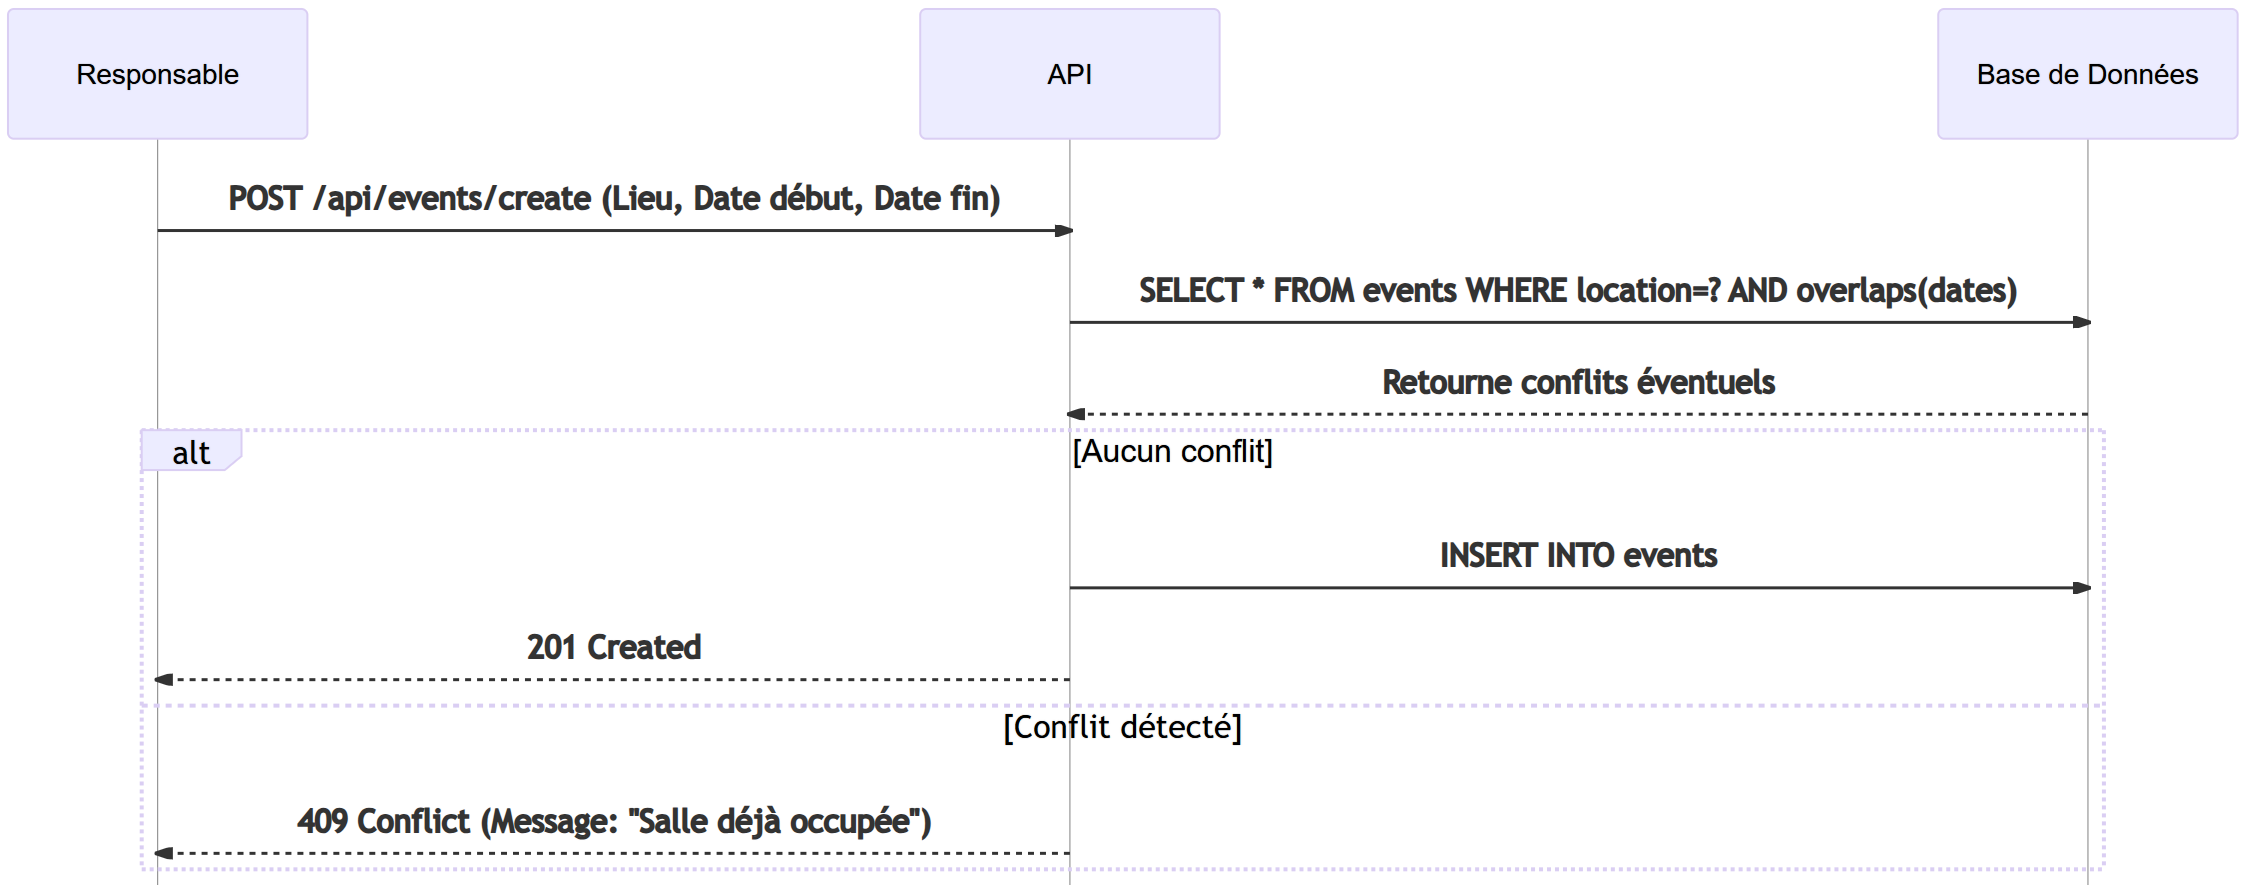 Responsable
API
Base de Données
POST /api/events/create (Lieu, Date début, Date fin)
SELECT * FROM events WHERE location=? AND overlaps(dates)
Retourne conflits éventuels
alt
[Aucun conflit]
INSERT INTO events
201 Created
[Conflit détecté]
409 Conflict (Message: "Salle déjà occupée")